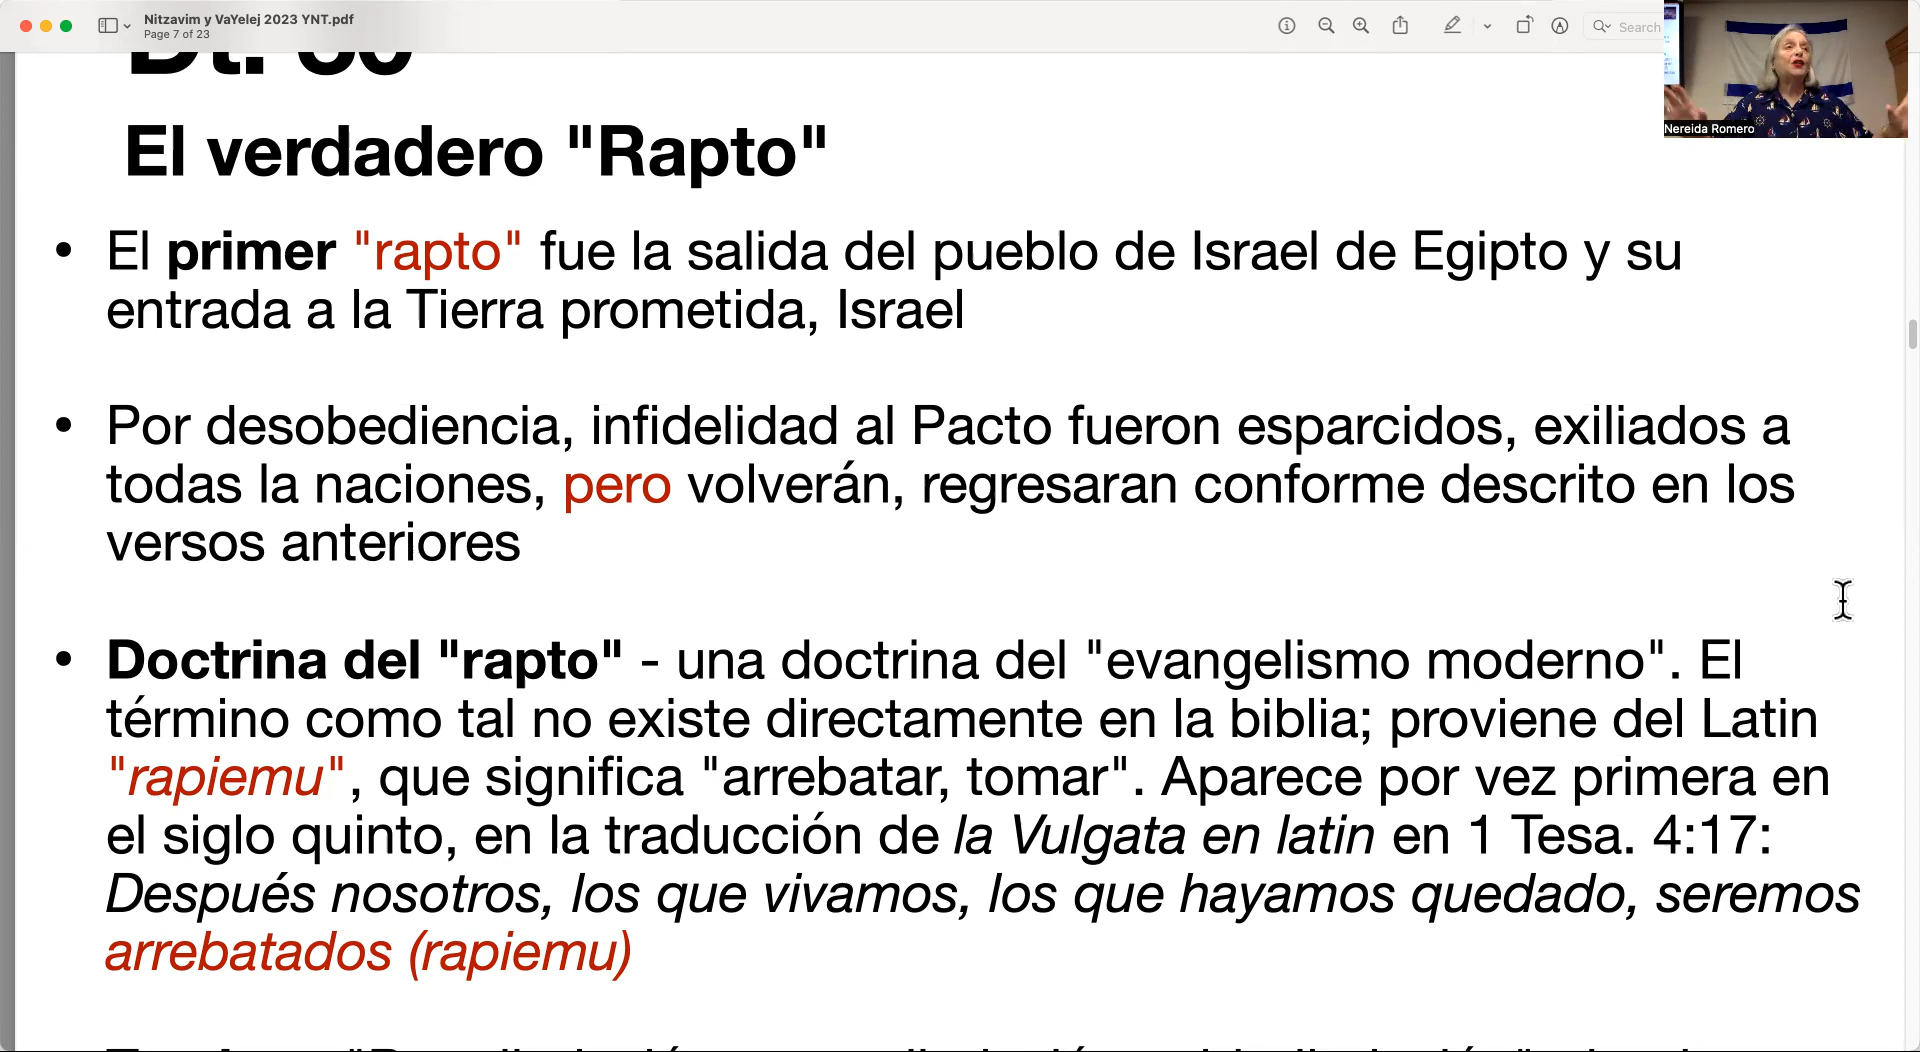 Nitzavim y VaYelej 2023 YNT.pdf
Page 7 of 23
Search
Nereida Romero
El verdadero "Rapto"
• El primer "rapto" fue la salida del pueblo de Israel de Egipto y su
entrada a la Tierra prometida, Israel
• Por desobediencia, infidelidad al Pacto fueron esparcidos, exiliados a
todas la naciones, pero volverán, regresaran conforme descrito en los
versos anteriores
• Doctrina del "rapto" - una doctrina del "evangelismo moderno". El
término como tal no existe directamente en la biblia; proviene del Latin
"rapiemu", que significa "arrebatar, tomar". Aparece por vez primera en
el siglo quinto, en la traducción de la Vulgata en latin en 1 Tesa. 4:17:
Después nosotros, los que vivamos, los que hayamos quedado, seremos
arrebatados (rapiemu)